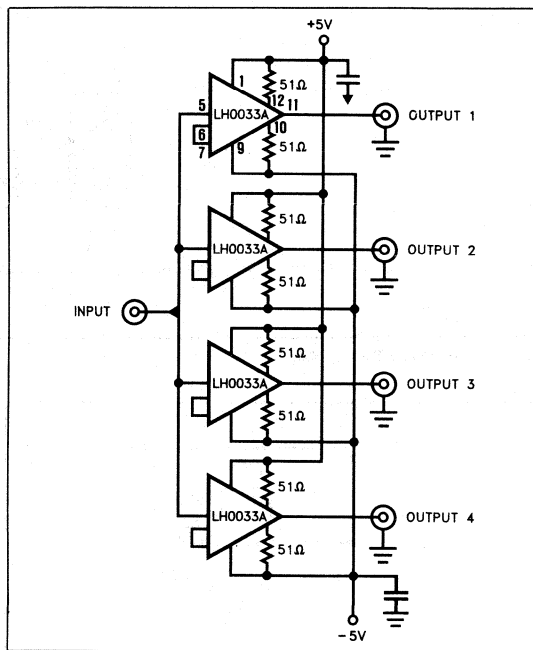 +5V
1
51Ω
5
LH0033A
12
11
OUTPUT 1
6
10
7
9
51Ω
51Ω
LH0033A
OUTPUT 2
51Ω
INPUT
51Ω
LH0033A
OUTPUT 3
51Ω
51Ω
LH0033A
OUTPUT 4
51Ω
-5V